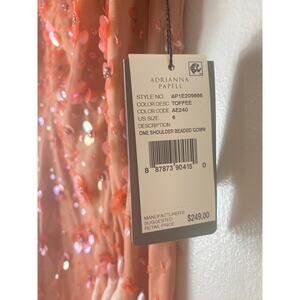 ADRIANNA
PAPELL
STYLE NO. AP1E209866
COLOR DESC TOFFEE
COLOR CODE AE240
US SIZE 6
DESCRIPTION
ONE SHOULDER BEADED GOWN
8 87873 90415 0
MANUFACTURER'S
SUGGESTED
RETAIL PRICE
$249.00